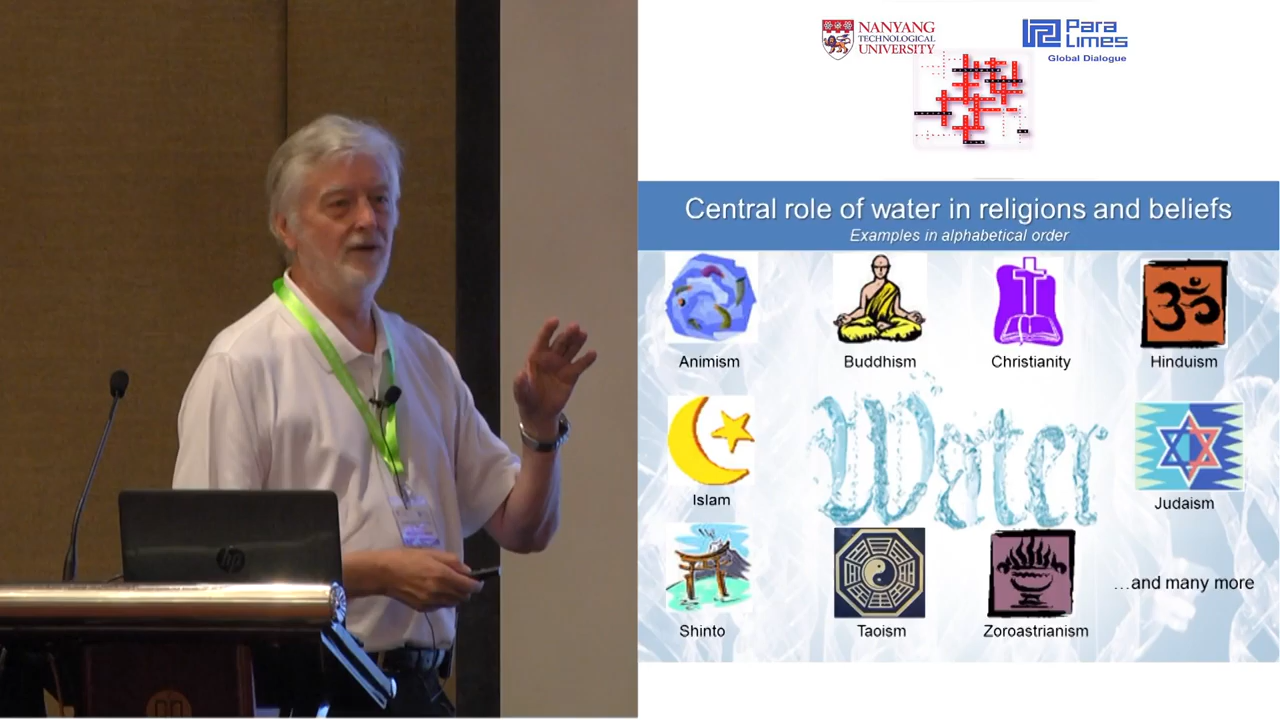 NANYANG
TECHNOLOGICAL
UNIVERSITY
Para
Limes
Global Dialogue
Central role of water in religions and beliefs
Examples in alphabetical order
Animism
Buddhism
Christianity
Hinduism
Water
Islam
Judaism
Shinto
Taoism
Zoroastrianism
…and many more
hp